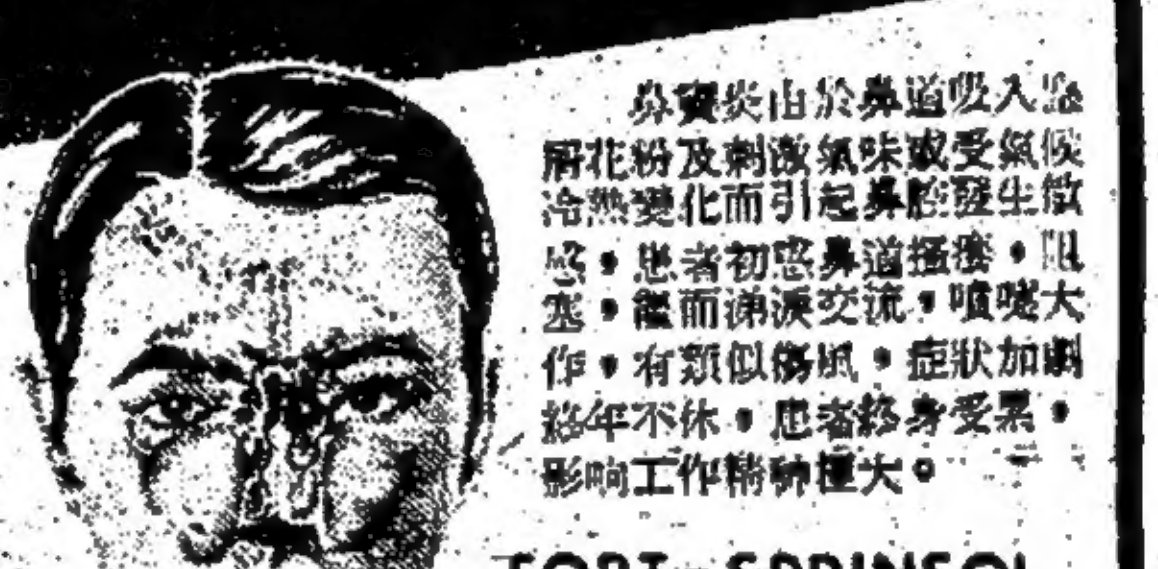 鼻竇炎由於鼻道吸入塵
屑花粉及刺激氣味或受氣候
冷熱變化而引起鼻腔發生敏
感，患者初感鼻道搔癢，阻
塞，繼而涕淚交流，噴嚏大
作，有類似傷風，症狀加劇
終年不休，患者終身受累，
影响工作精神極大。